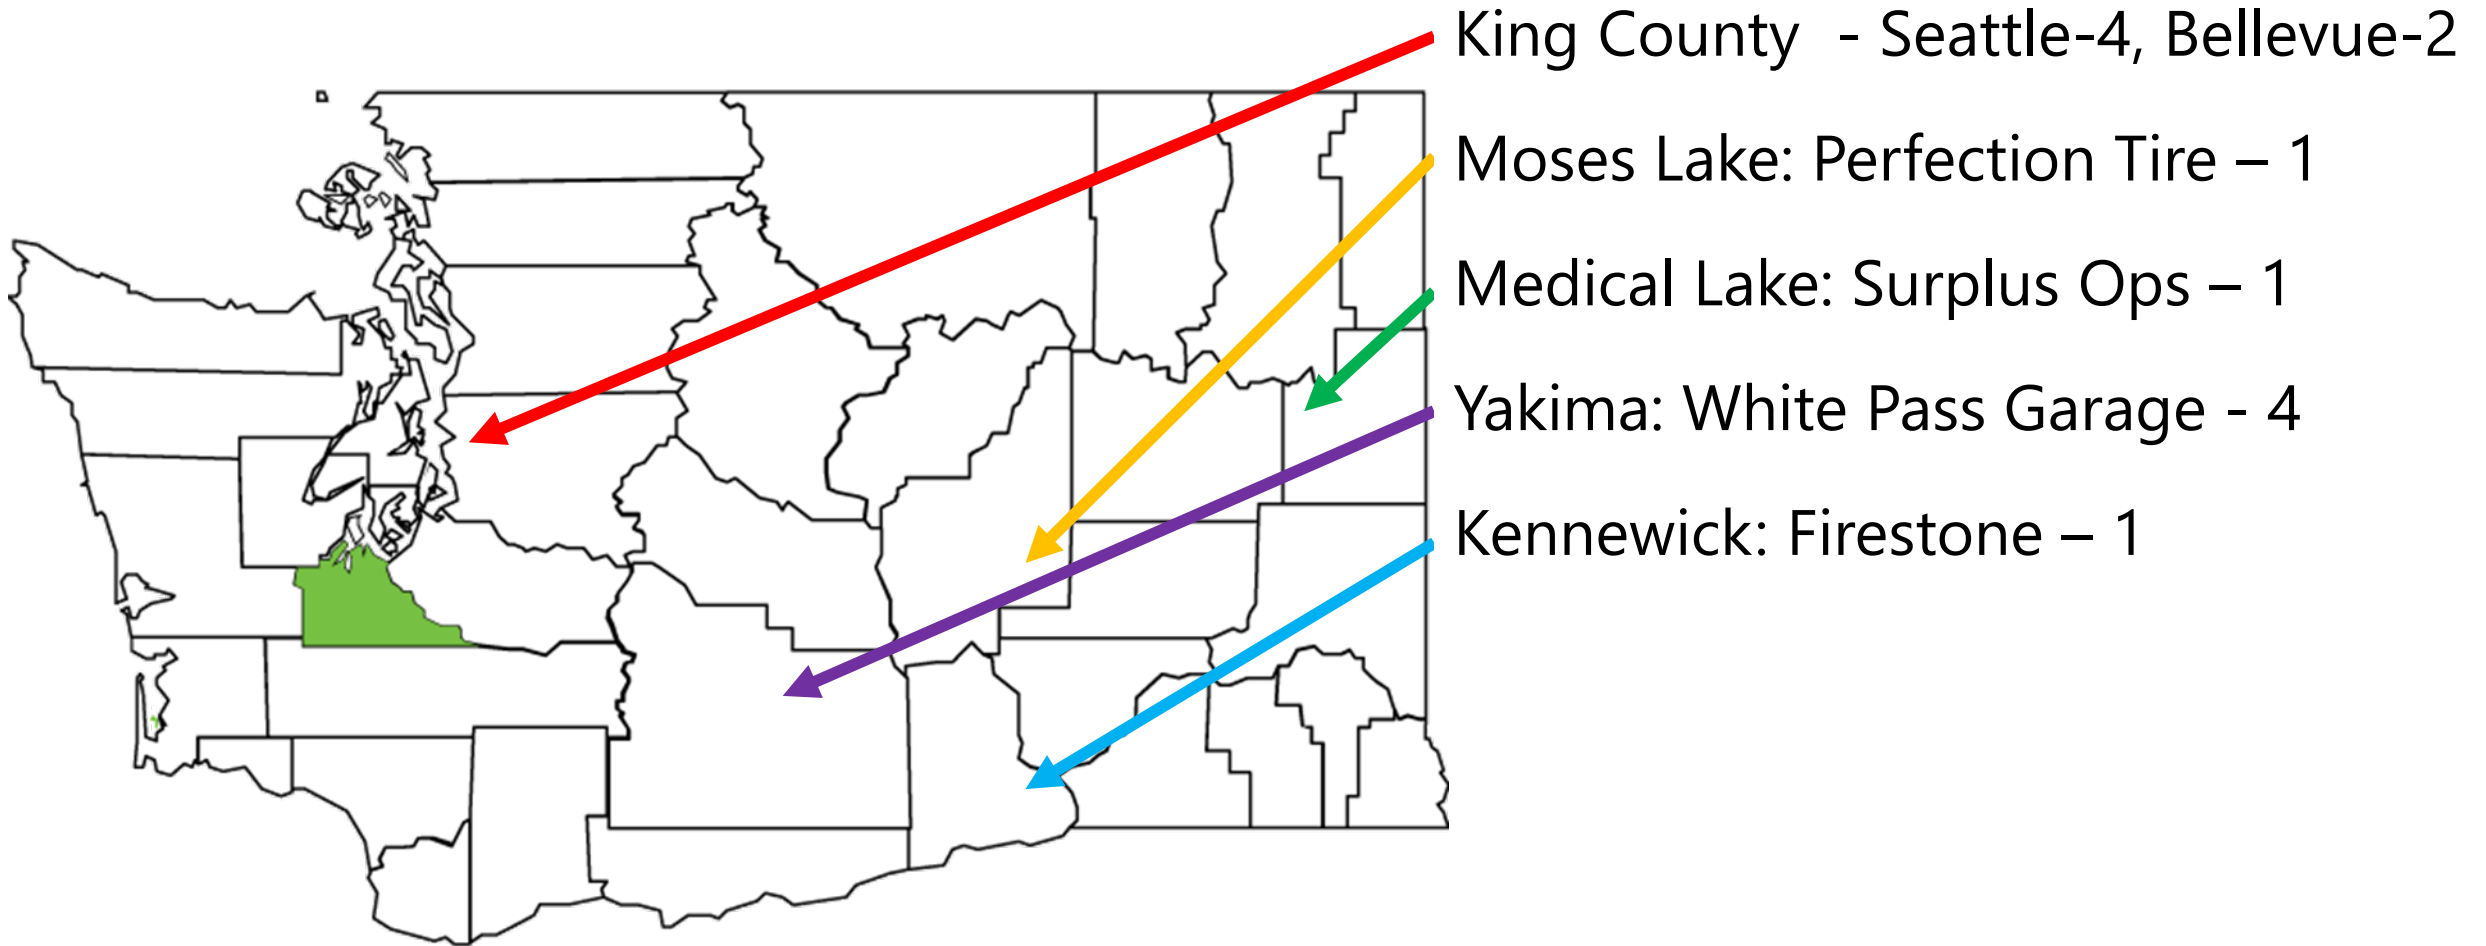 King County  - Seattle-4, Bellevue-2
Moses Lake: Perfection Tire – 1
Medical Lake: Surplus Ops – 1
Yakima: White Pass Garage - 4
Kennewick: Firestone – 1